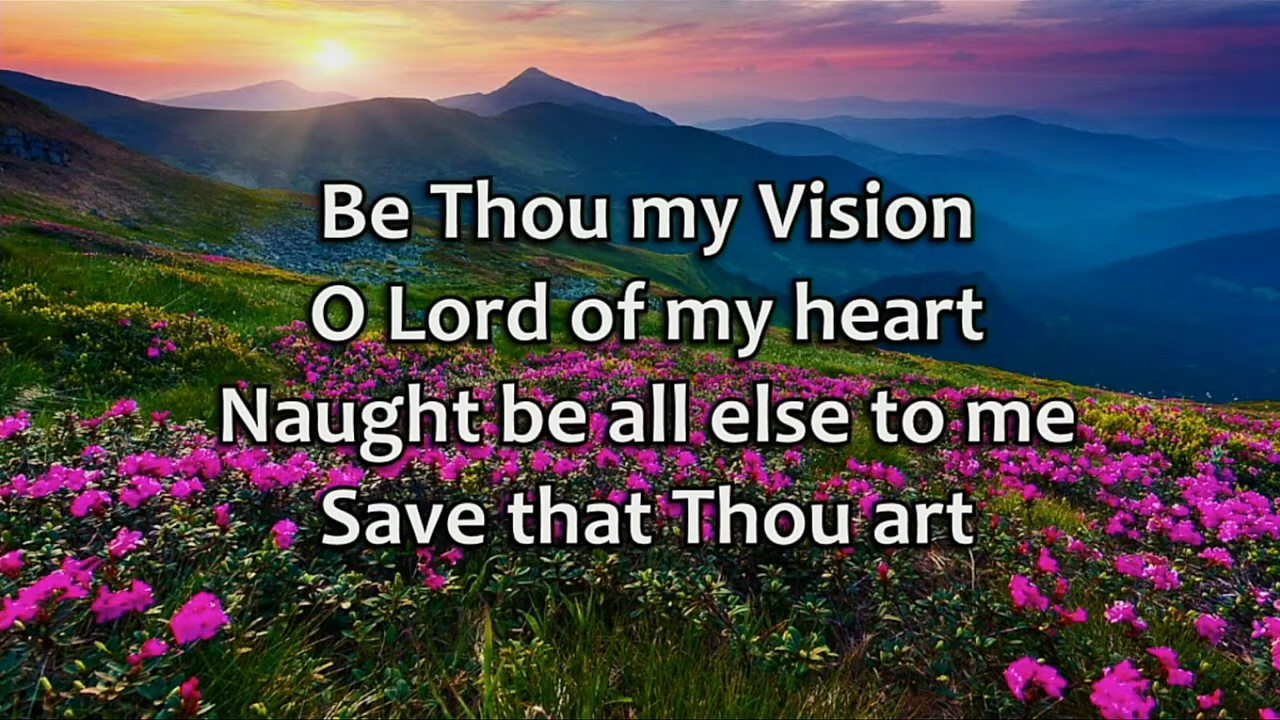 Be Thou my Vision
O Lord of my heart
Naught be all else to me
Save that Thou art